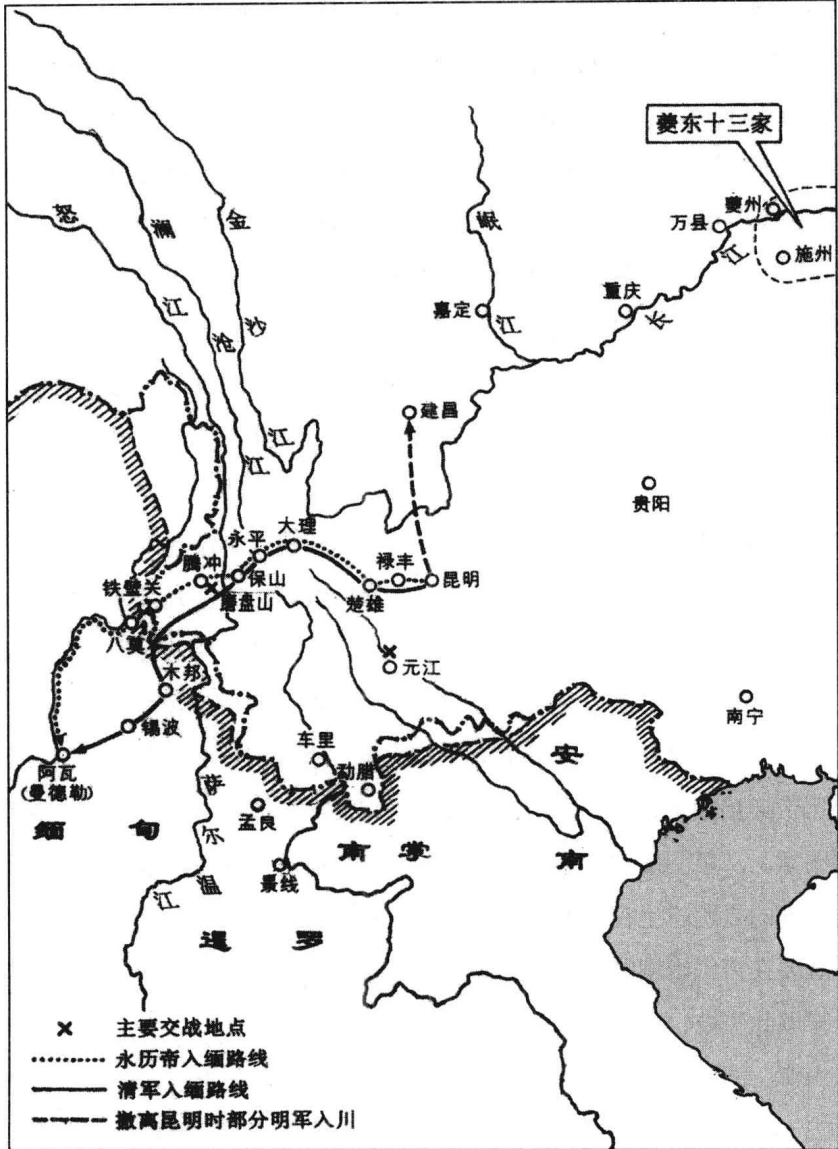 夔东十三家
夔州
万县
施州
长江
重庆
岷江
嘉定
金沙江
澜沧江
怒江
建昌
贵阳
大理
永平
腾冲
保山
磨盘山
禄丰
昆明
楚雄
铁壁关
八莫
木邦
元江
南宁
锡波
阿瓦
(曼德勒)
车里
勐腊
孟良
景线
萨尔温江
缅甸
南掌
安南
暹罗
主要交战地点
永历帝入缅路线
清军入缅路线
撤离昆明时部分明军入川